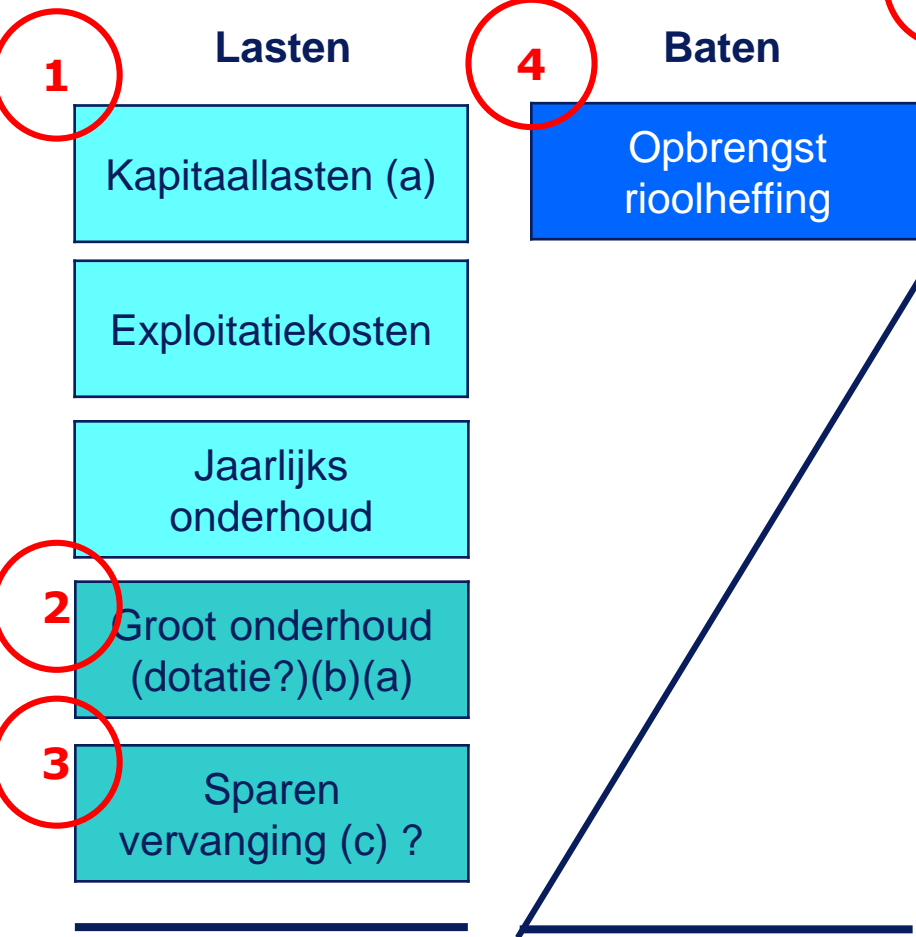 Lasten
Baten
1
4
Kapitaallasten (a)
Opbrengst
rioolheffing
Exploitatiekosten
Jaarlijks
onderhoud
2
Groot onderhoud
(dotatie?)(b)(a)
3
Sparen
vervanging (c) ?